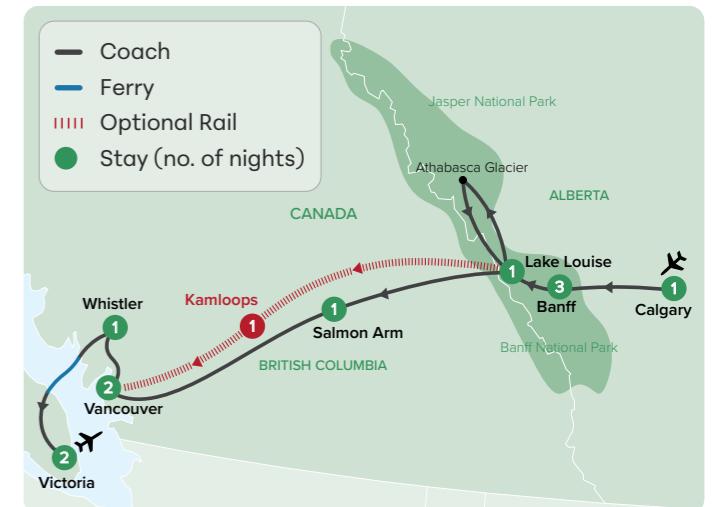 Coach
Ferry
Optional Rail
Stay (no. of nights)
Jasper National Park
Athabasca Glacier
ALBERTA
CANADA
Lake Louise
1
3
Banff
1
Calgary
Whistler
1
Kamloops
1
1
Salmon Arm
Banff National Park
BRITISH COLUMBIA
2
Vancouver
2
Victoria